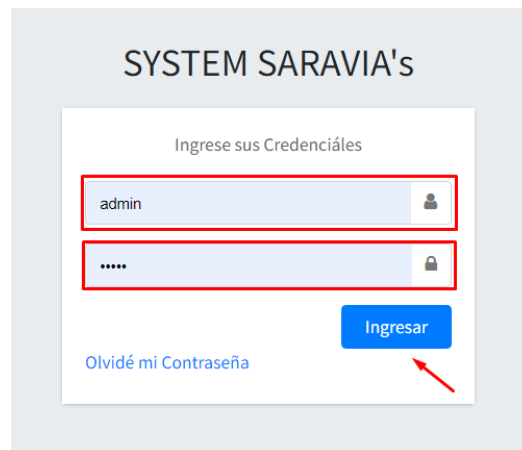 SYSTEM SARAVIA's
Ingrese sus Credenciáles
admin
•••••
Ingresar
Olvidé mi Contraseña